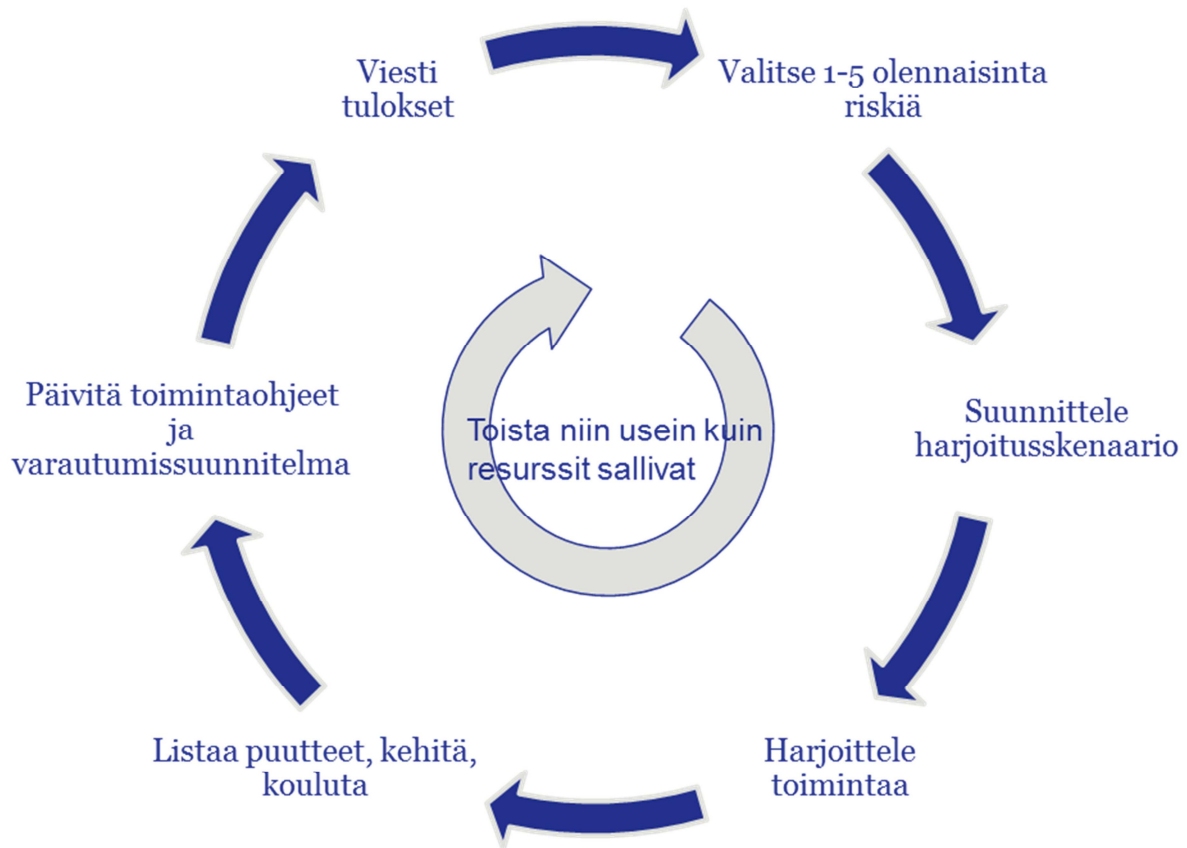 Viesti
tulokset
Valitse 1-5 olennaisinta
riskiä
Suunnittele
harjoitusskenaario
Harjoittele
toimintaa
Listaa puutteet, kehitä,
kouluta
Päivitä toimintaohjeet
ja
varautumissuunnitelma
Toista niin usein kuin
resurssit sallivat